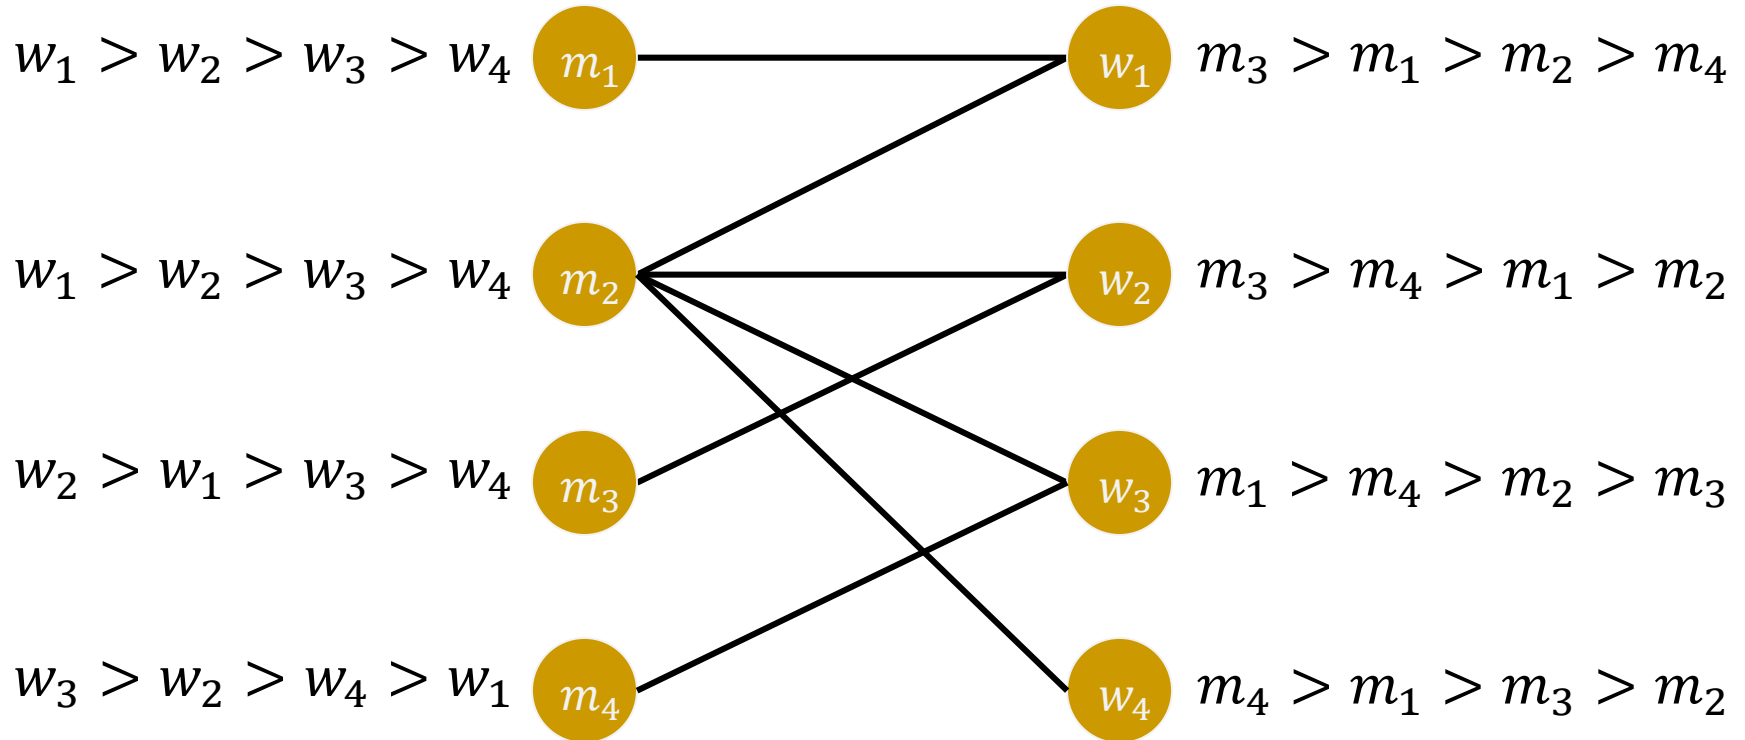 w₁ > w₂ > w₃ > w₄ m₁ w₁ m₃ > m₁ > m₂ > m₄
w₁ > w₂ > w₃ > w₄ m₂ w₂ m₃ > m₄ > m₁ > m₂
w₂ > w₁ > w₃ > w₄ m₃ w₃ m₁ > m₄ > m₂ > m₃
w₃ > w₂ > w₄ > w₁ m₄ w₄ m₄ > m₁ > m₃ > m₂